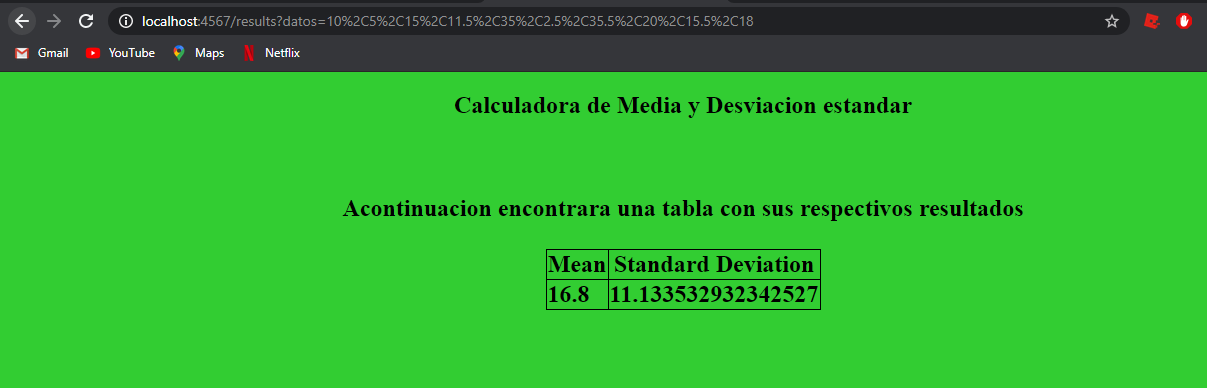 localhost:4567/results?datos=10%2C5%2C15%2C11.5%2C35%2C2.5%2C35.5%2C20%2C15.5%2C18
Gmail YouTube Maps Netflix
Calculadora de Media y Desviacion estandar
Acontinuacion encontrara una tabla con sus respectivos resultados
Mean Standard Deviation
16.8 11.133532932342527